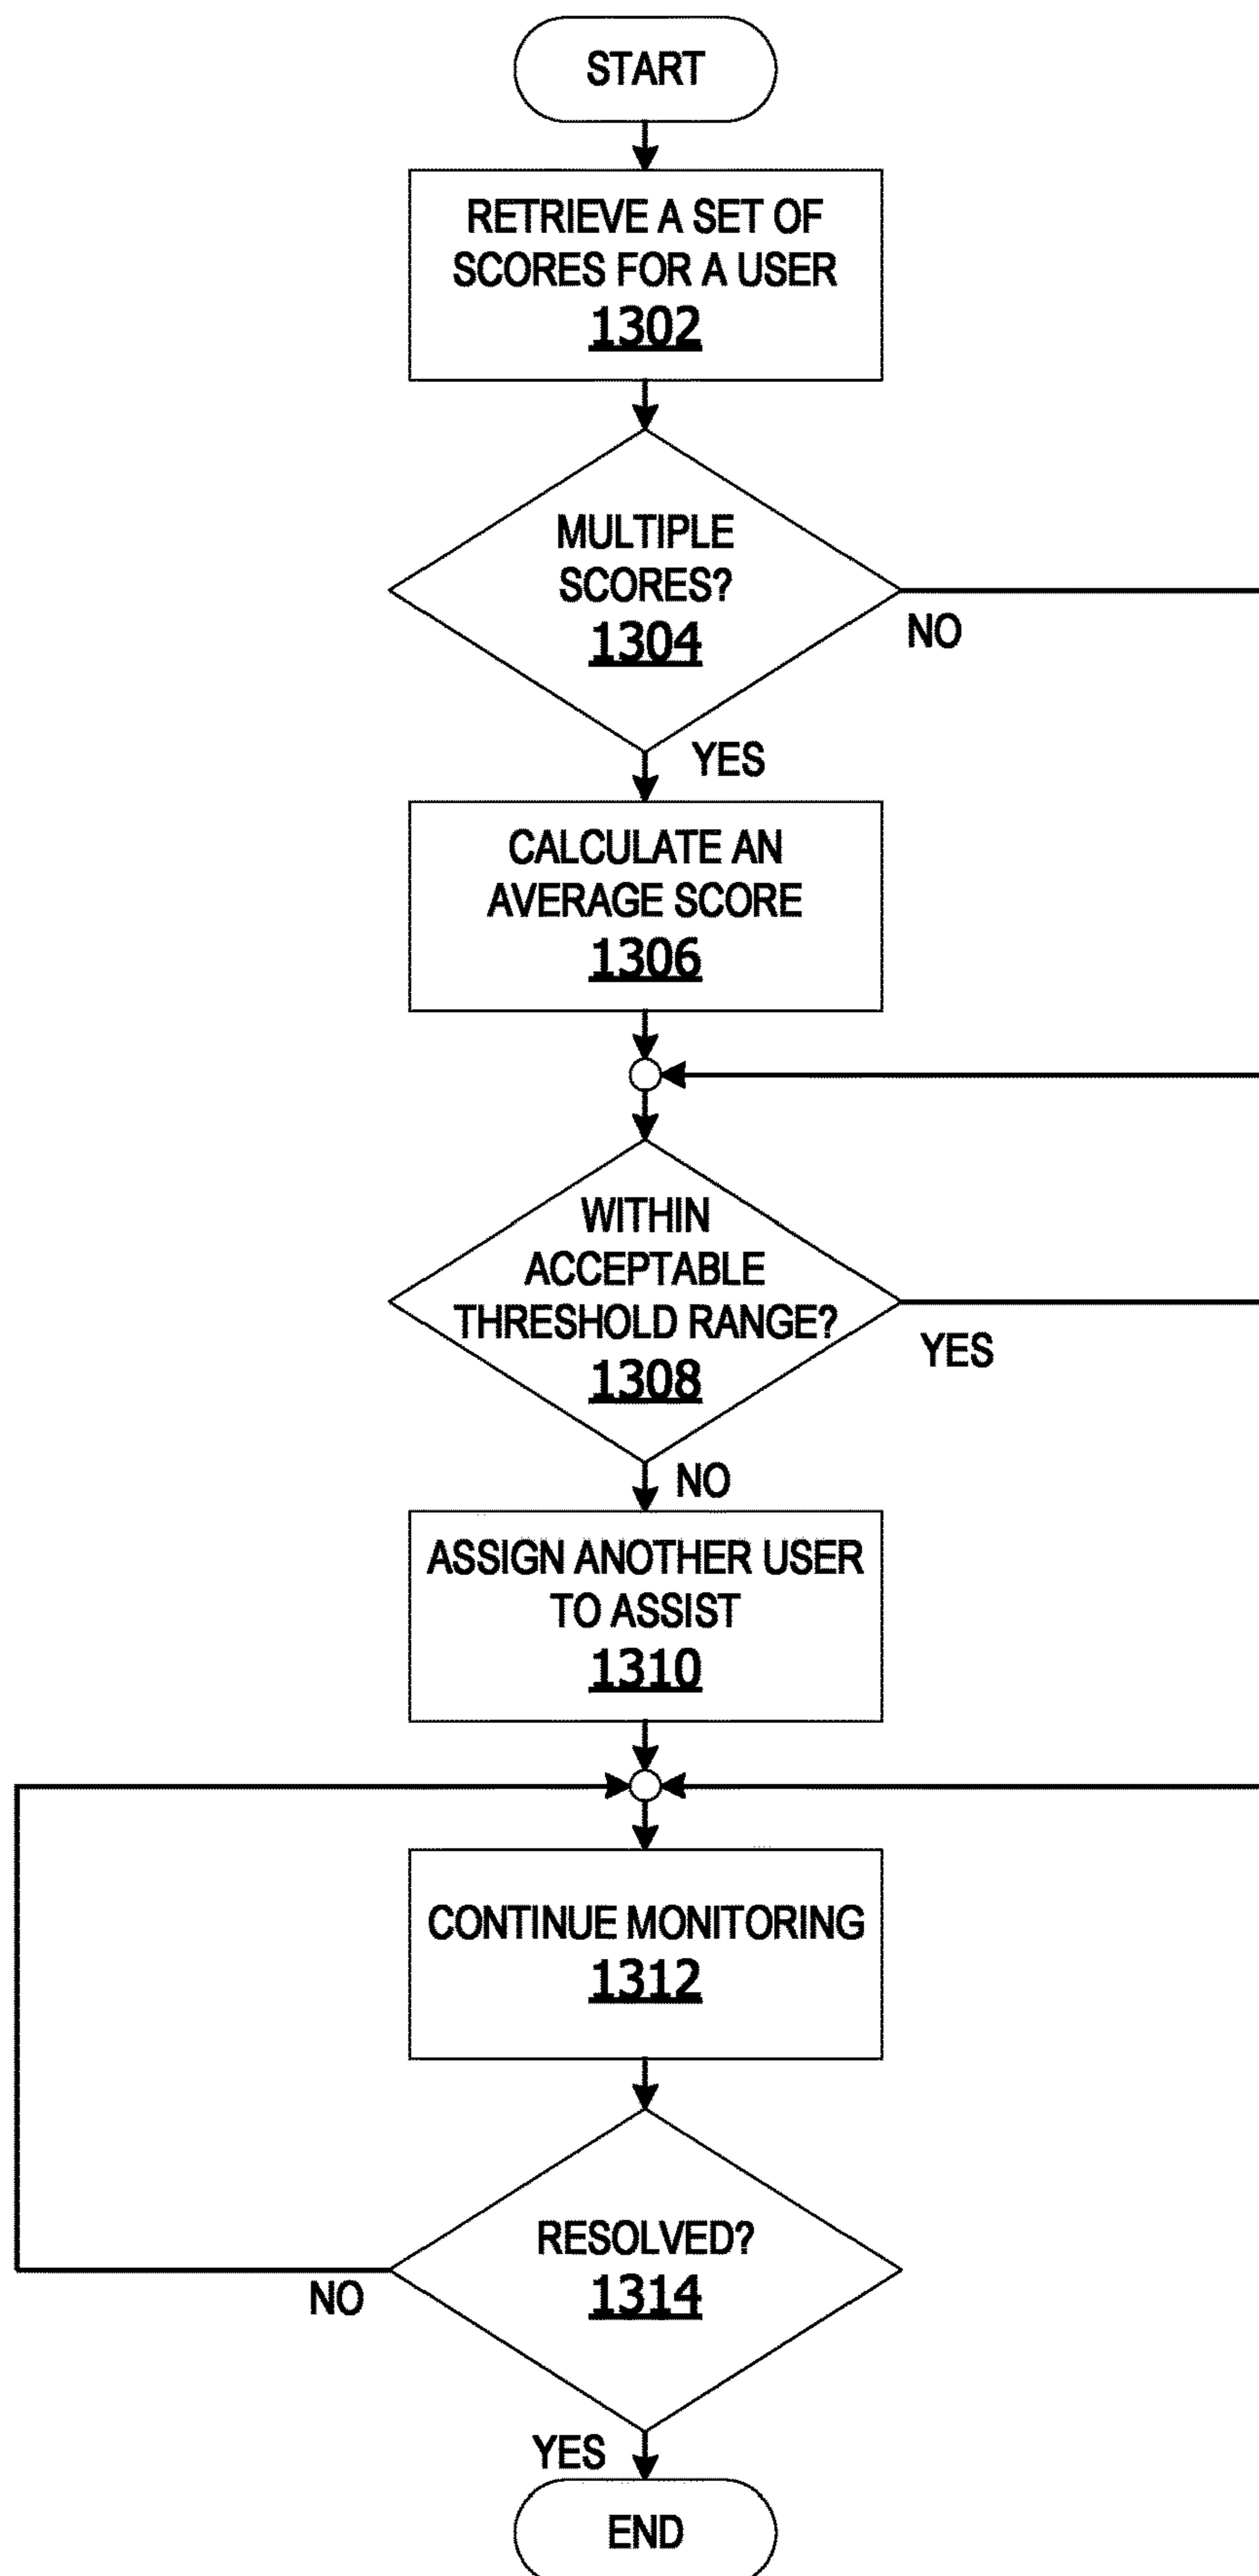 START
RETRIEVE A SET OF
SCORES FOR A USER
1302
MULTIPLE
SCORES?
1304
NO
YES
CALCULATE AN
AVERAGE SCORE
1306
WITHIN
ACCEPTABLE
THRESHOLD RANGE?
1308
YES
NO
ASSIGN ANOTHER USER
TO ASSIST
1310
CONTINUE MONITORING
1312
RESOLVED?
1314
NO
YES
END